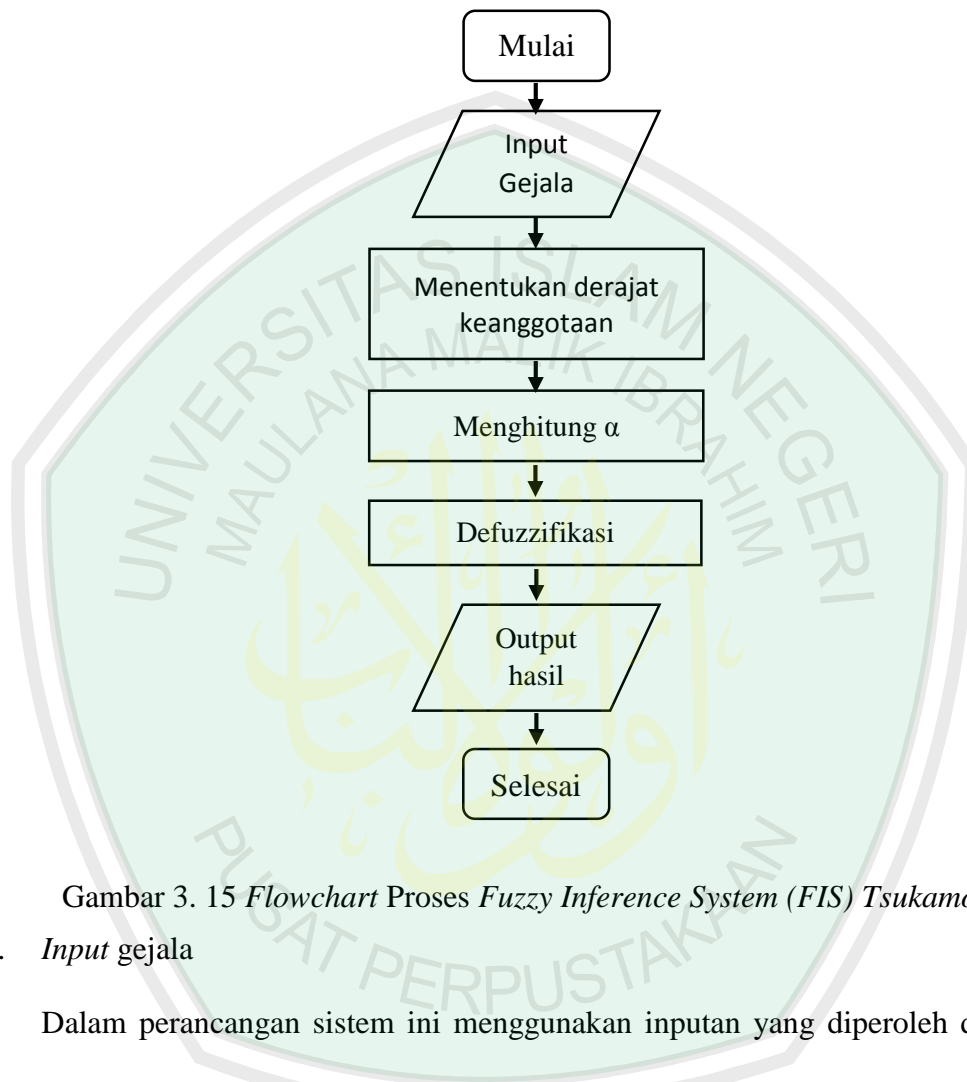 Mulai
Input
Gejala
Menentukan derajat
keanggotaan
Menghitung α
Defuzzifikasi
Output
hasil
Selesai
UNIVERSITAS ISLAM NEGERI
MAULANA MALIK IBRAHIM
PUSAT PERPUSTAKAAN
Gambar 3. 15 Flowchart Proses Fuzzy Inference System (FIS)
. Input gejala
Dalam perancangan sistem ini menggunakan inputan yang diperoleh